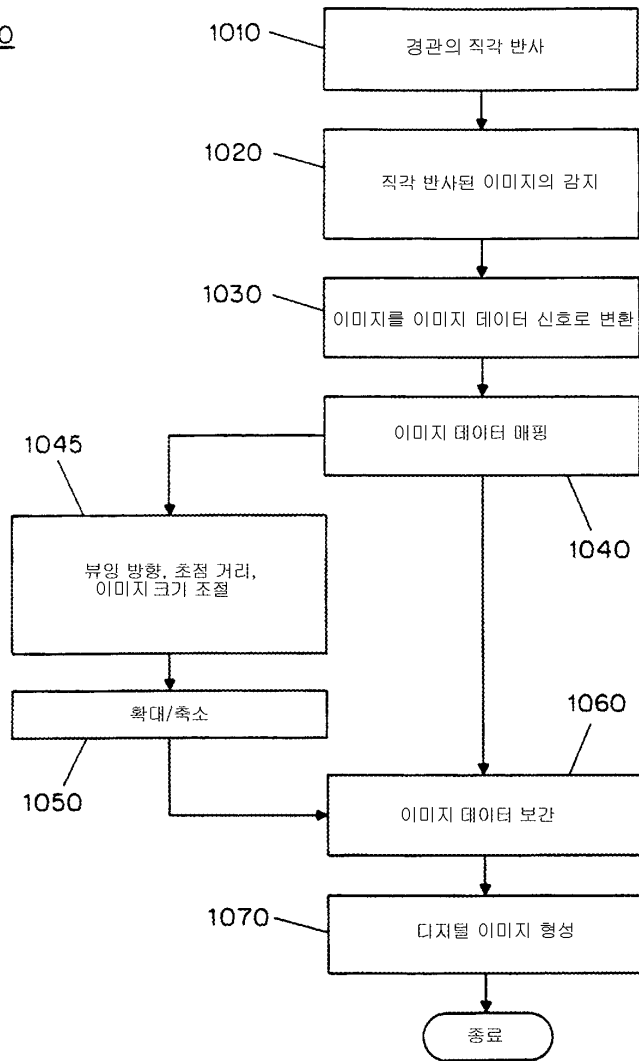 0
1010
경관의 직각 반사
1020
직각 반사된 이미지의 감지
1030
이미지를 이미지 데이터 신호로 변환
이미지 데이터 매핑
1040
1045
뷰잉 방향, 초점 거리,
이미지 크기 조절
확대/축소
1050
1060
이미지 데이터 보간
1070
디지털 이미지 형성
종료